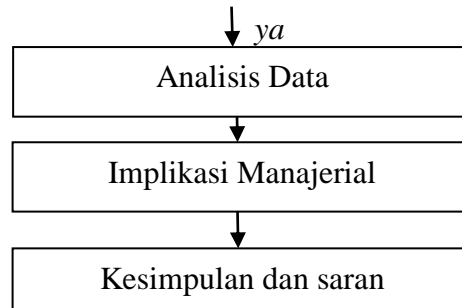 ya
Analisis Data
Implikasi Manajerial
Kesimpulan dan saran